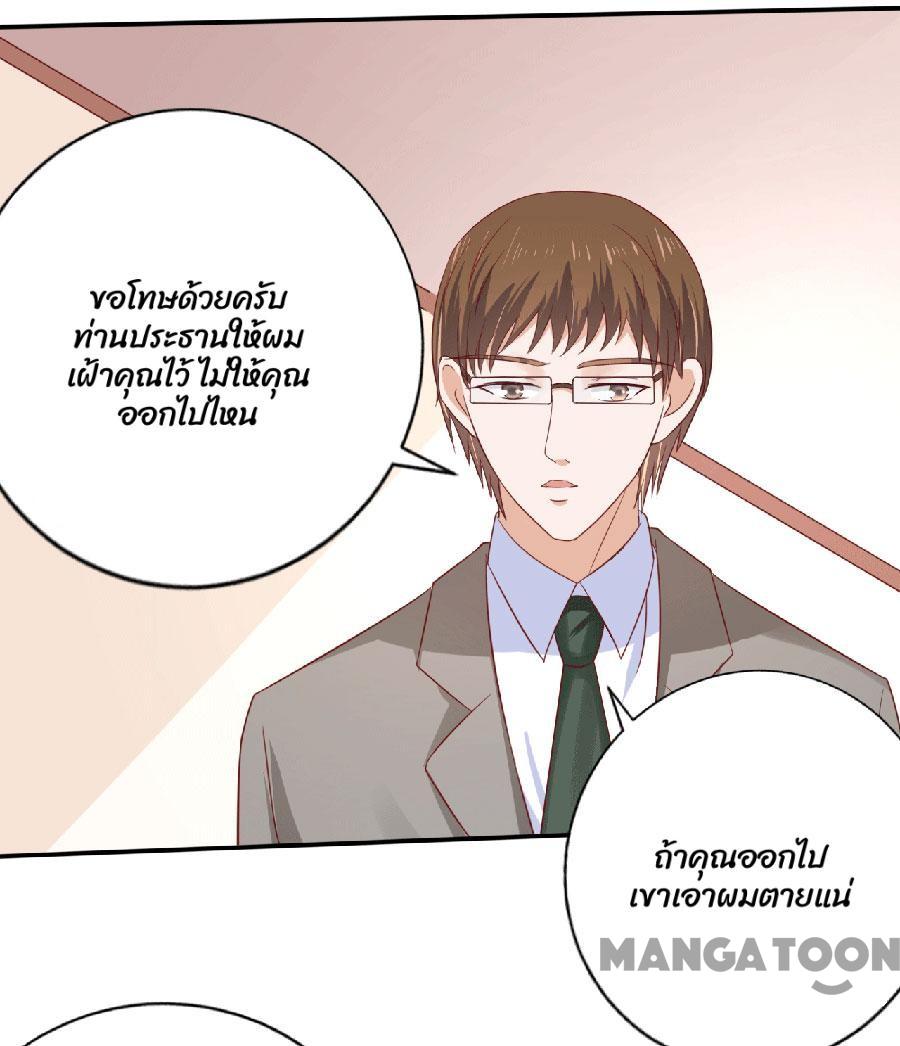 ขอโทษด้วยครับ
ท่านประธานให้ผม
เฝ้าคุณไว้ ไม่ให้คุณ
ออกไปไหน
ถ้าคุณออกไป
เขาเอาผมตายแน่
MANGATOON